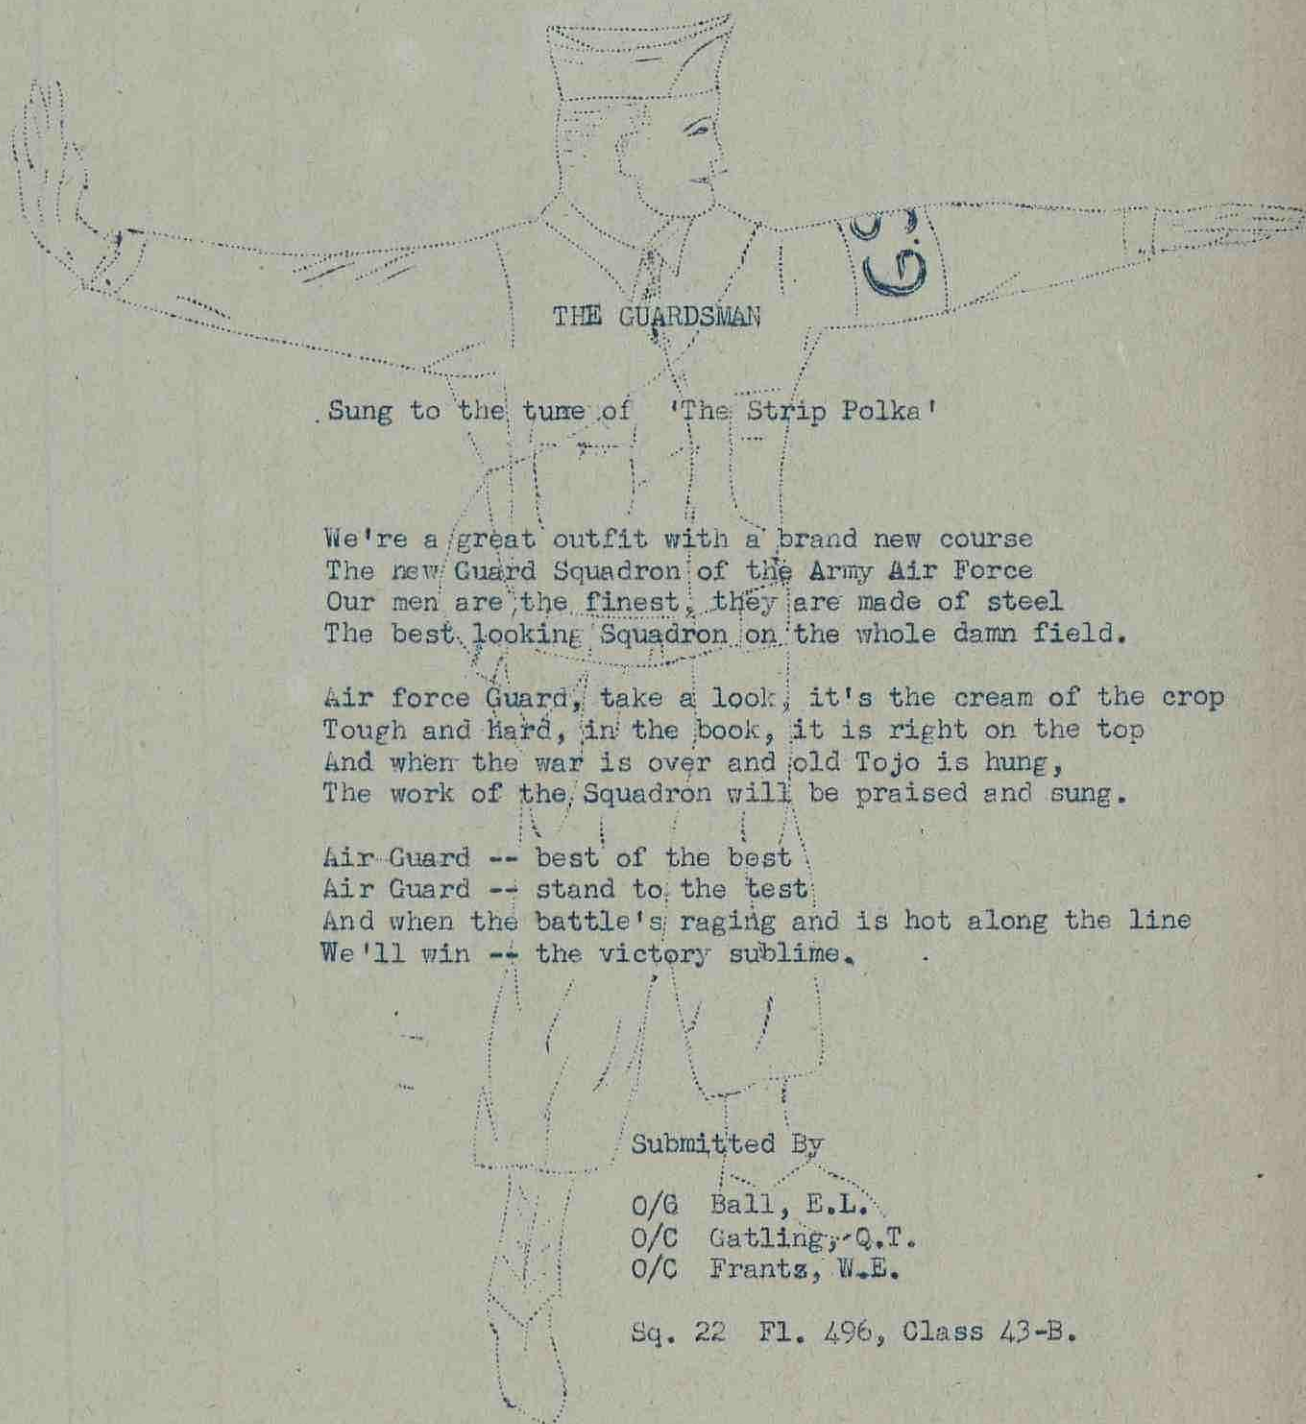 G.G.
THE GUARDSMAN
Sung to the tune of 'The Strip Polka'
We're a great outfit with a brand new course
The new Guard Squadron of the Army Air Force
Our men are the finest, they are made of steel
The best looking Squadron on the whole damn field.
Air force Guard, take a look, it's the cream of the crop
Tough and Hard, in the book, it is right on the top
And when the war is over and old Tojo is hung,
The work of the Squadron will be praised and sung.
Air Guard -- best of the best
Air Guard -- stand to the test
And when the battle's raging and is hot along the line
We'll win -- the victory sublime.
Submitted By
O/G Ball, E.L.
O/C Gatling, Q.T.
O/C Frantz, W.E.
Sq. 22 Fl. 496, Class 43-B.